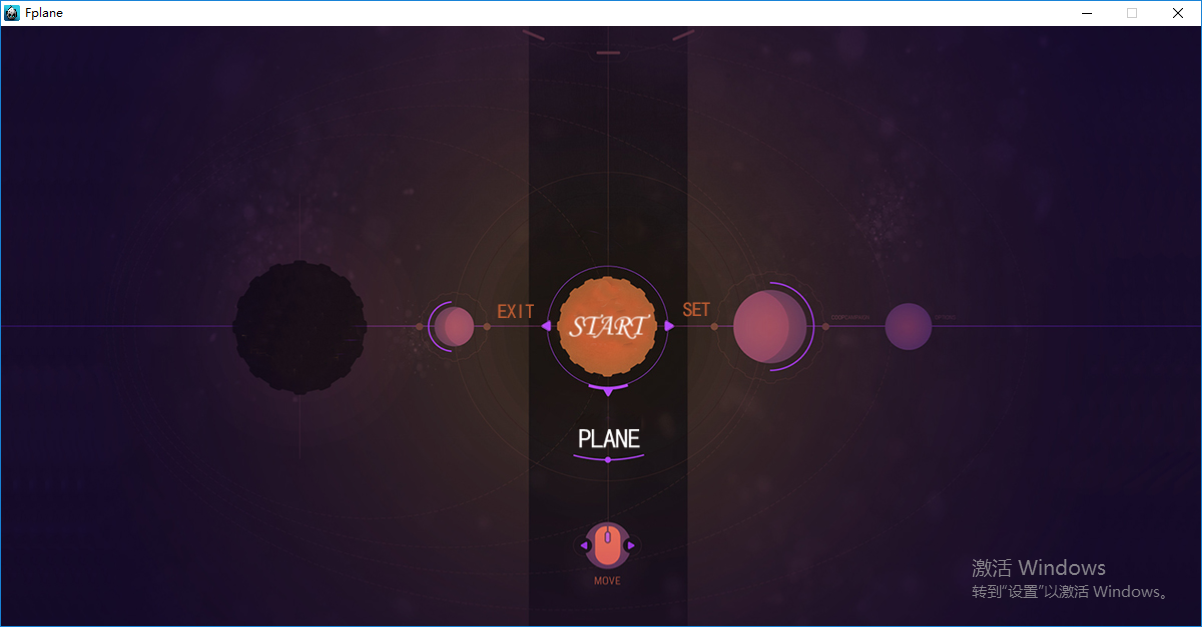 Fplane
EXIT
START
SET
PLANE
MOVE
激活 Windows
转到“设置”以激活 Windows。